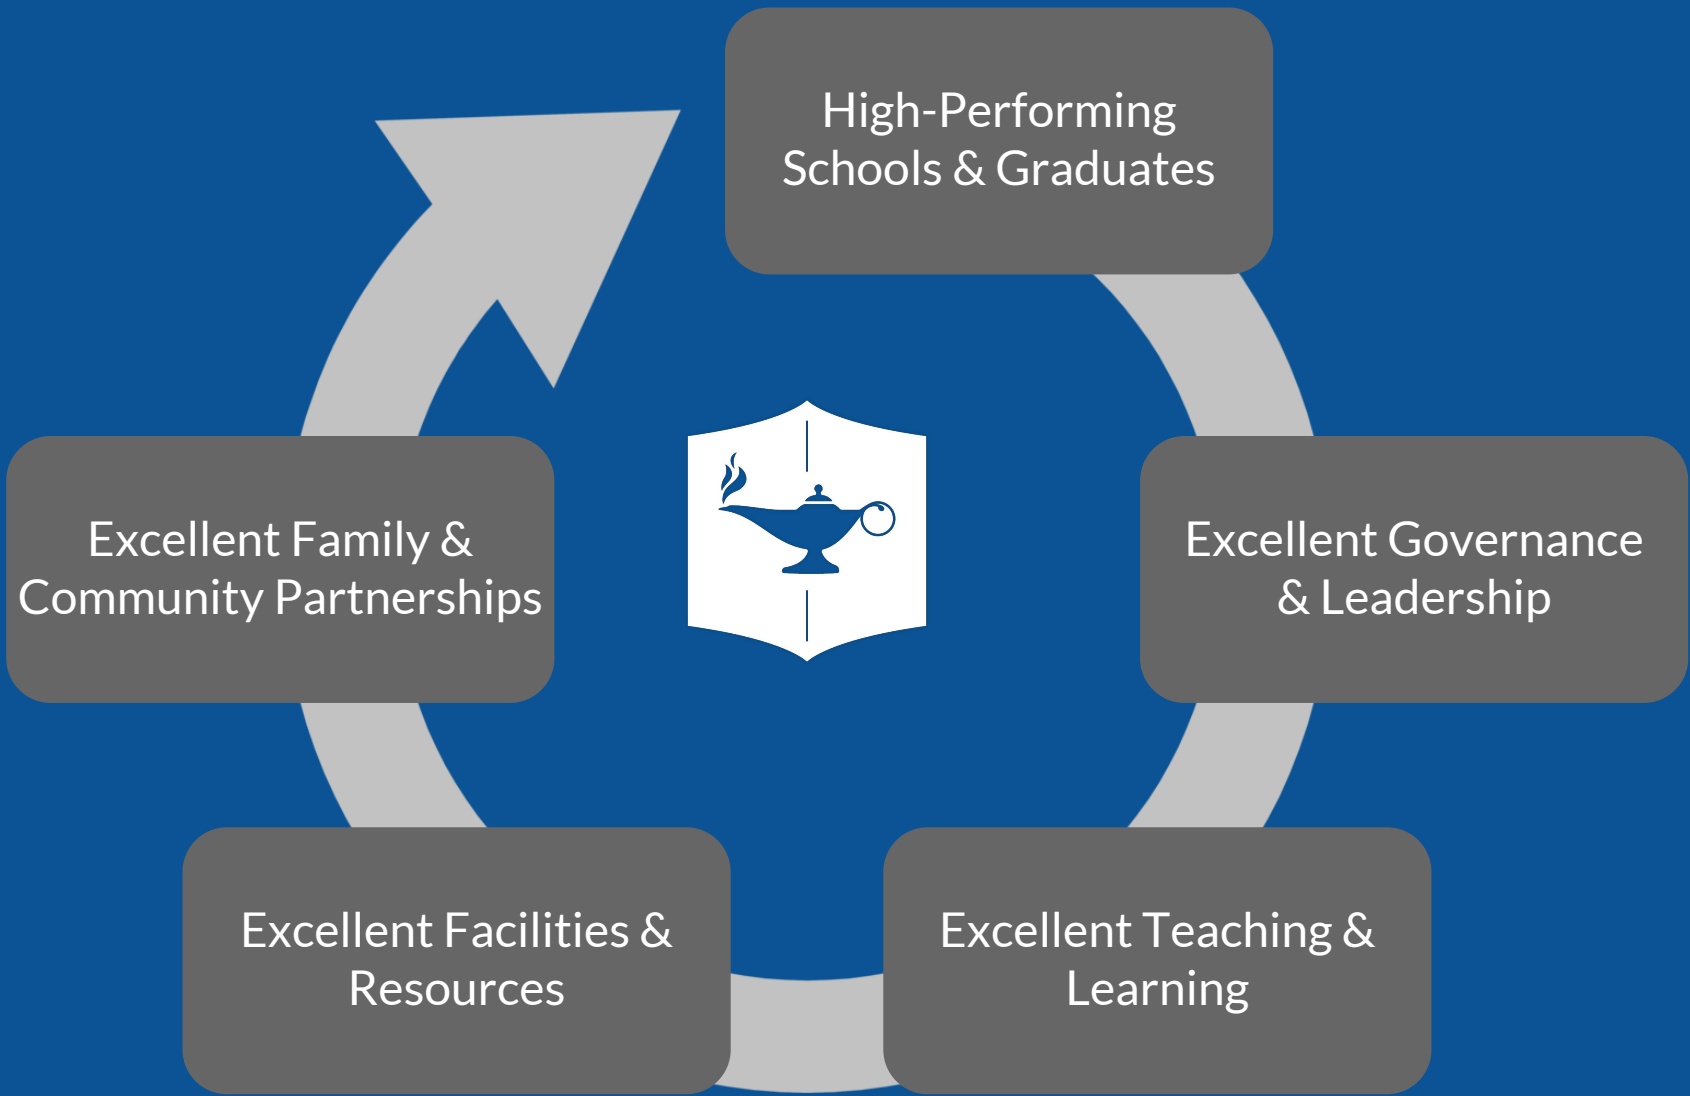 High-Performing
Schools & Graduates
Excellent Governance
& Leadership
Excellent Teaching &
Learning
Excellent Facilities &
Resources
Excellent Family &
Community Partnerships